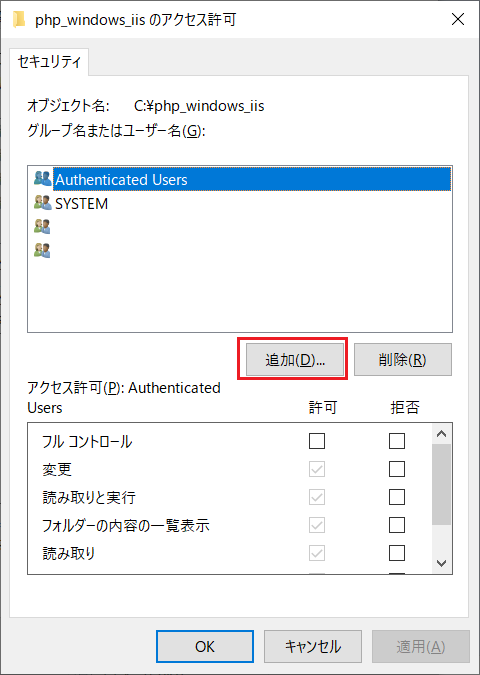 php_windows_iis のアクセス許可
セキュリティ
オブジェクト名: C:¥php_windows_iis
グループ名またはユーザー名(G):
Authenticated Users
SYSTEM
追加(D)... 削除(R)
アクセス許可(P): Authenticated
Users 許可 拒否
フル コントロール
変更
読み取りと実行
フォルダーの内容の一覧表示
読み取り
OK キャンセル 適用(A)